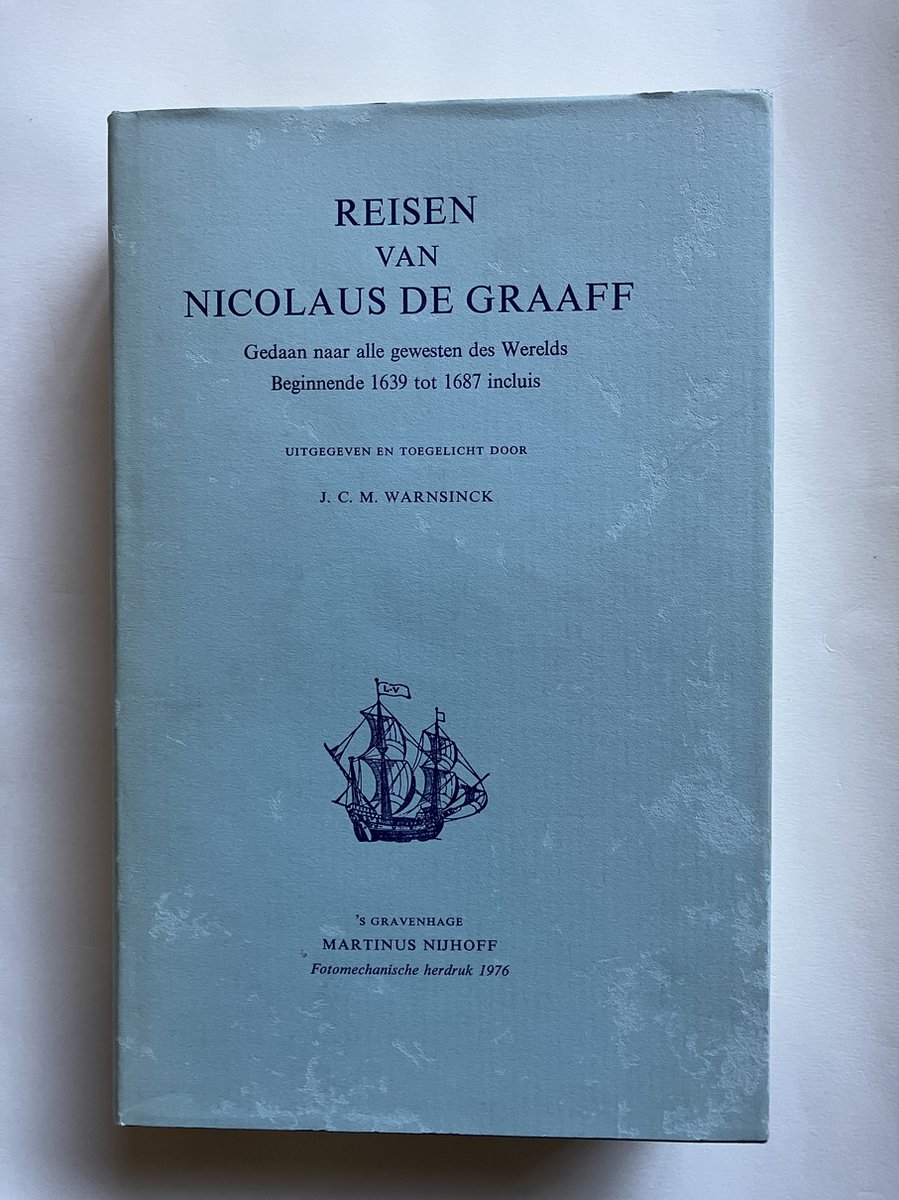 REISEN
VAN
NICOLAUS DE GRAAFF
Gedaan naar alle gewesten des Werelds
Beginnende 1639 tot 1687 incluis
UITGEGEVEN EN TOEGELICHT DOOR
J. C. M. WARNSINCK
L-V
'S GRAVENHAGE
MARTINUS NIJHOFF
Fotomechanische herdruk 1976